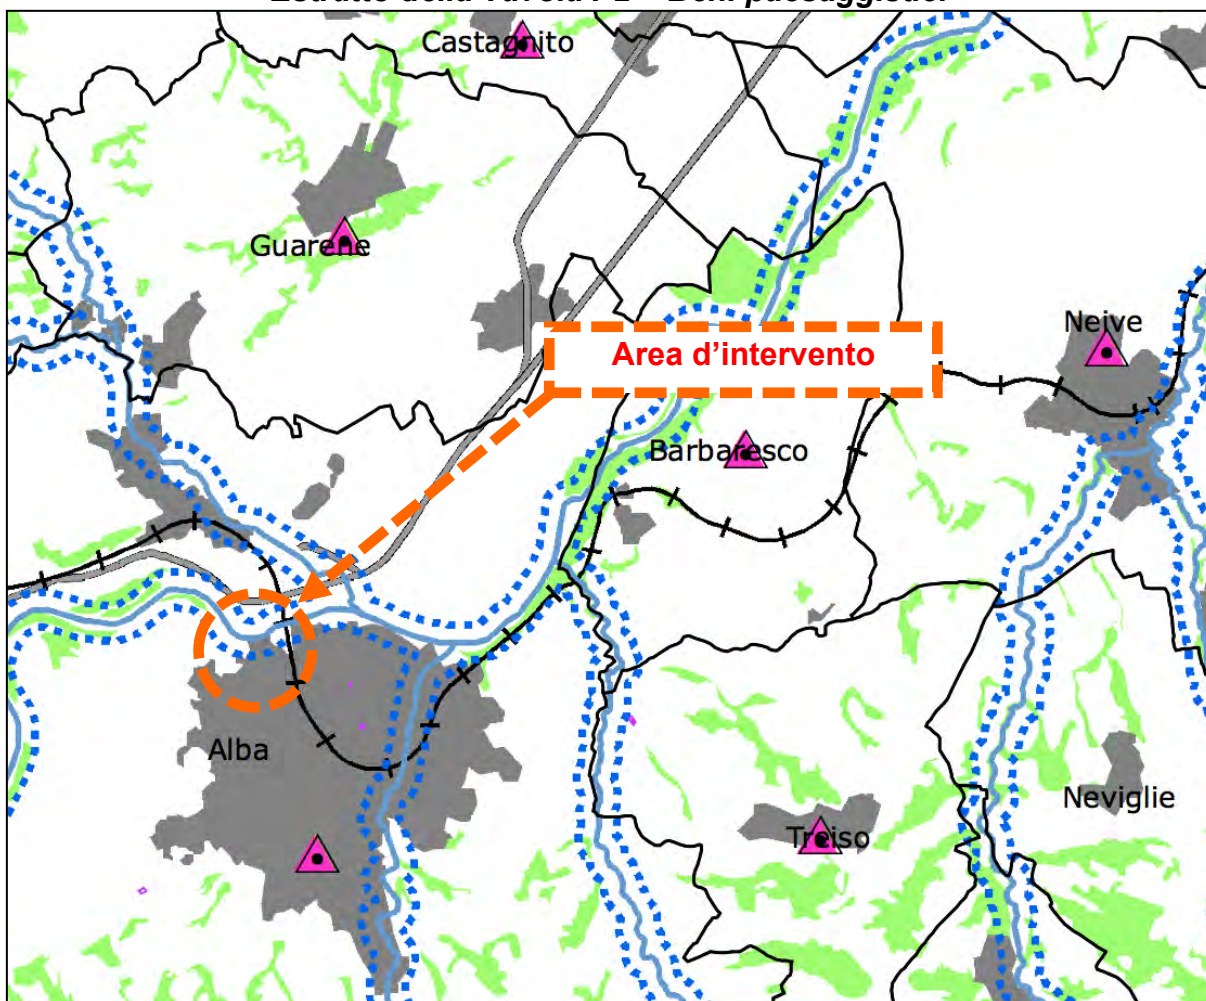 Castagnito
Guarene
Neive
Area d’intervento
Barbaresco
Alba
Neviglie
Treiso